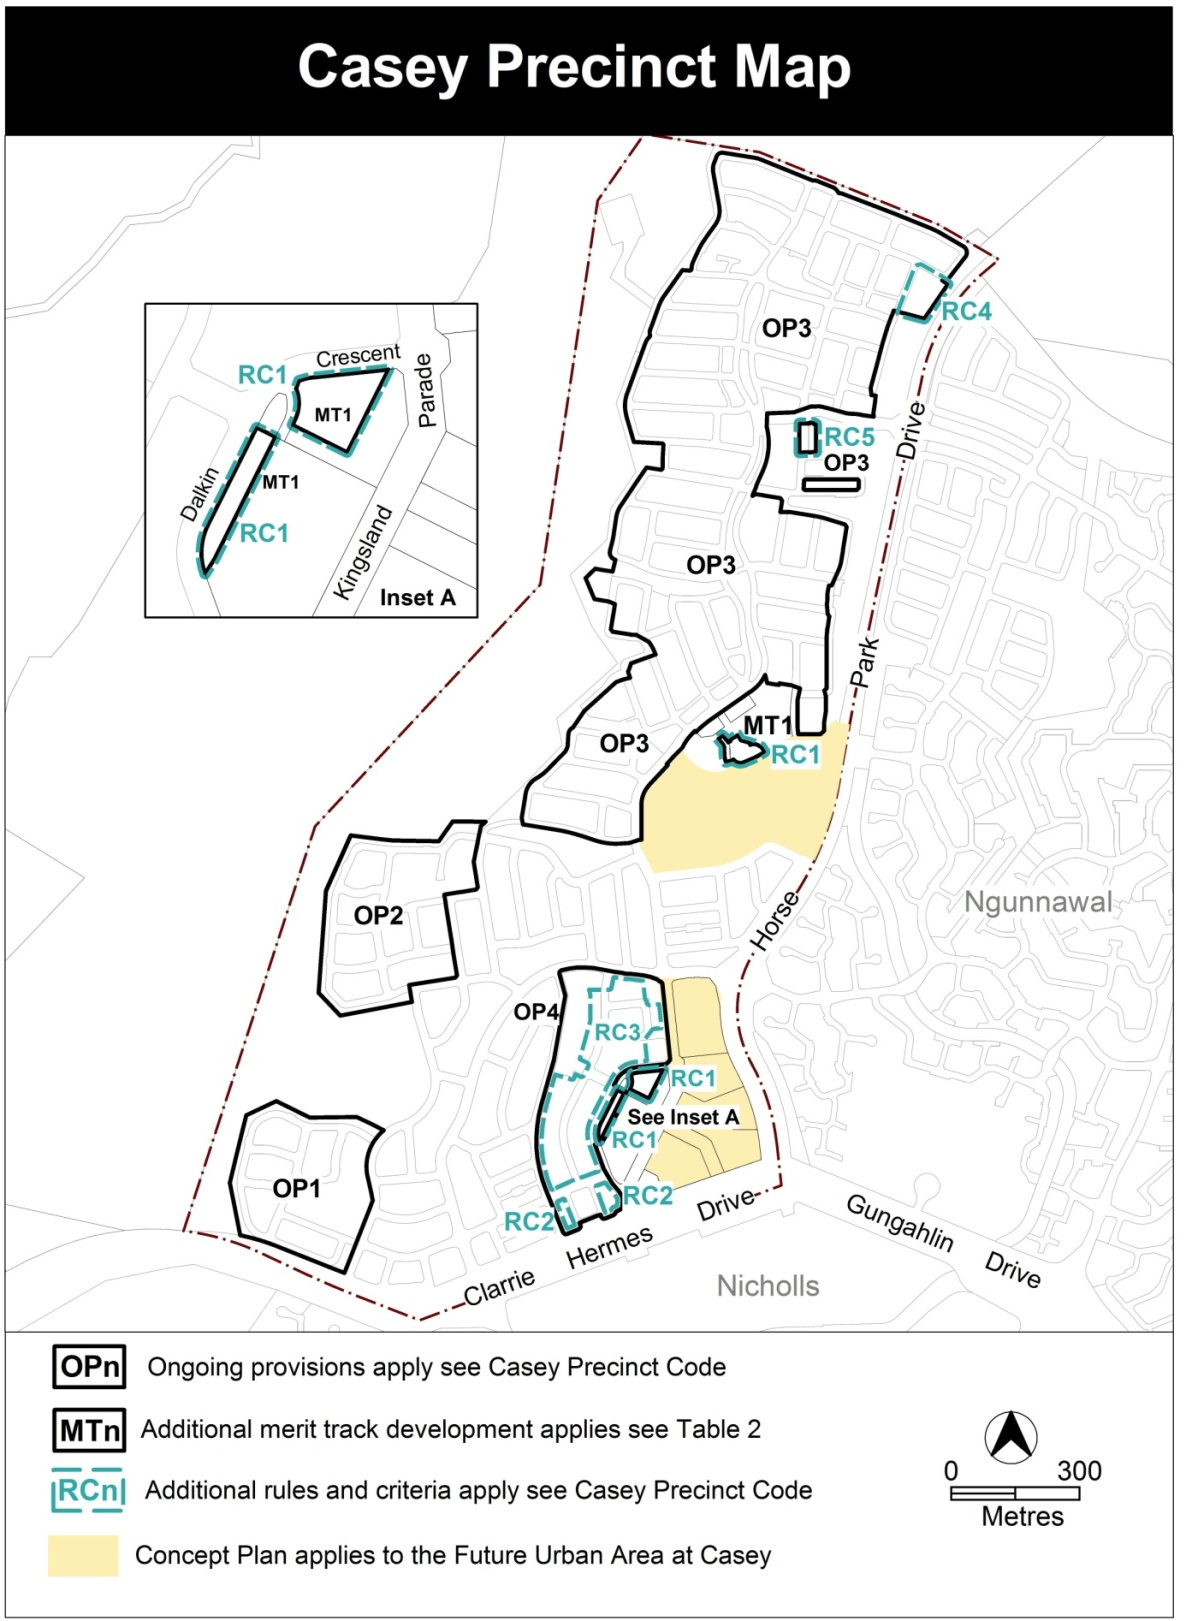 Casey Precinct Map
RC4
OP3
RC5
OP3
Drive
OP3
Park
MT1
OP3
RC1
Horse
Ngunnawal
OP2
OP4
RC3
RC1
See Inset A
RC1
OP1
RC2
RC2
Clarrie Hermes Drive
Gungahlin Drive
Nicholls
Crescent
RC1
Parade
MT1
Dalkin
MT1
RC1
Kingsland
Inset A
OPn Ongoing provisions apply see Casey Precinct Code
MTn Additional merit track development applies see Table 2
RCn Additional rules and criteria apply see Casey Precinct Code
Concept Plan applies to the Future Urban Area at Casey
0 300
Metres